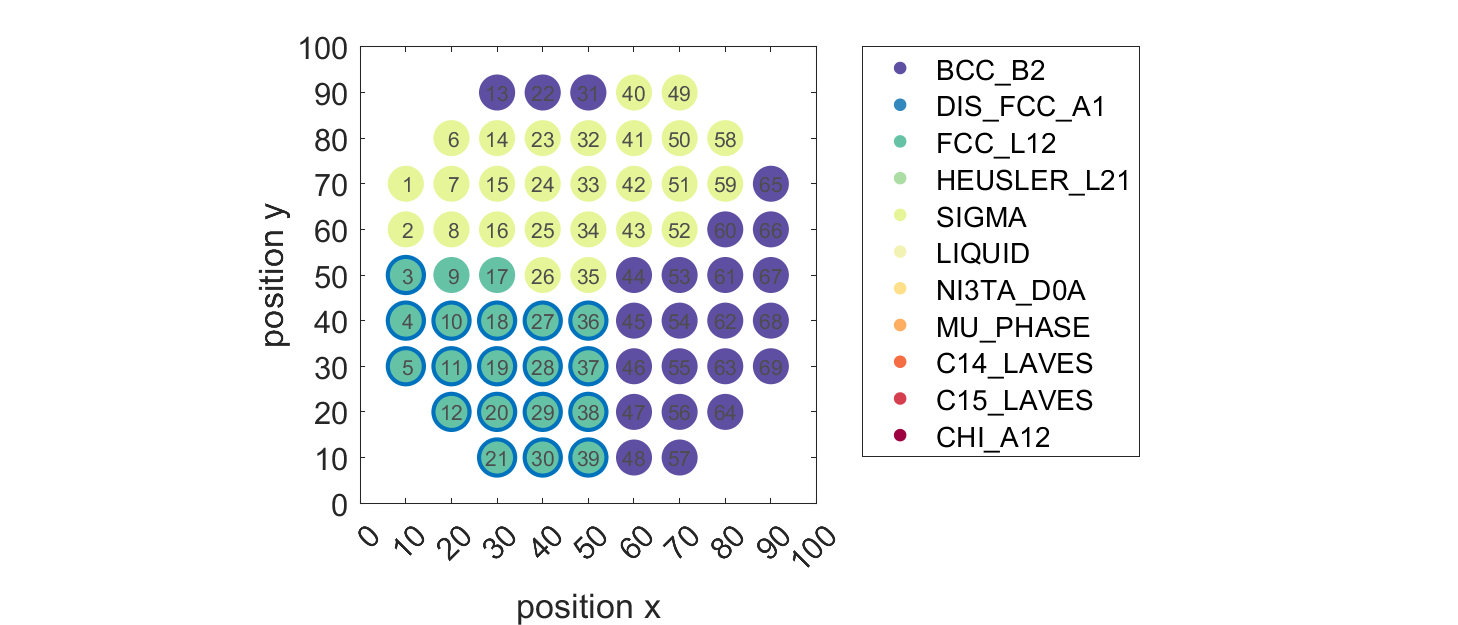 100
90
80
70
60
50
40
30
20
10
0
position y
13 22 31 40 49
6 14 23 32 41 50 58
1 7 15 24 33 42 51 59 65
2 8 16 25 34 43 52 60 66
3 9 17 26 35 44 53 61 67
4 10 18 27 36 45 54 62 68
5 11 19 28 37 46 55 63 69
12 20 29 38 47 56 64
21 30 39 48 57
0 10 20 30 40 50 60 70 80 90 100
position x
BCC_B2
DIS_FCC_A1
FCC_L12
HEUSLER_L21
SIGMA
LIQUID
NI3TA_D0A
MU_PHASE
C14_LAVES
C15_LAVES
CHI_A12